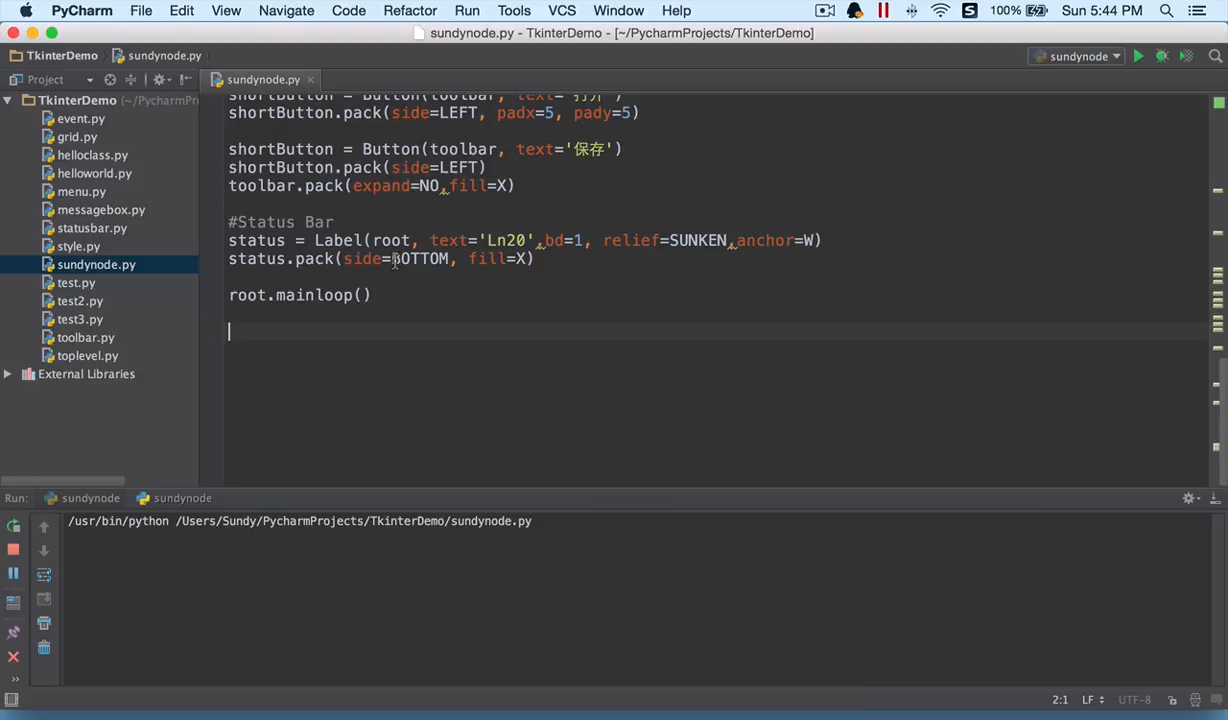 PyCharm File Edit View Navigate Code Refactor Run Tools VCS Window Help 100% Sun 5:44 PM
sundynode.py - TkinterDemo - [~/PycharmProjects/TkinterDemo]
TkinterDemo sundynode.py sundynode
Project sundynode.py
TkinterDemo (~/PycharmPr
event.py
grid.py
helloclass.py
helloworld.py
menu.py
messagebox.py
statusbar.py
style.py
sundynode.py
test.py
test2.py
test3.py
toolbar.py
toplevel.py
External Libraries
shortButton = Button(toolbar, text='打开')
shortButton.pack(side=LEFT, padx=5, pady=5)
shortButton = Button(toolbar, text='保存')
shortButton.pack(side=LEFT)
toolbar.pack(expand=NO,fill=X)
#Status Bar
status = Label(root, text='Ln20',bd=1, relief=SUNKEN,anchor=W)
status.pack(side=BOTTOM, fill=X)
root.mainloop()
Run: sundynode sundynode
/usr/bin/python /Users/Sundy/PycharmProjects/TkinterDemo/sundynode.py
2:1 LF UTF-8